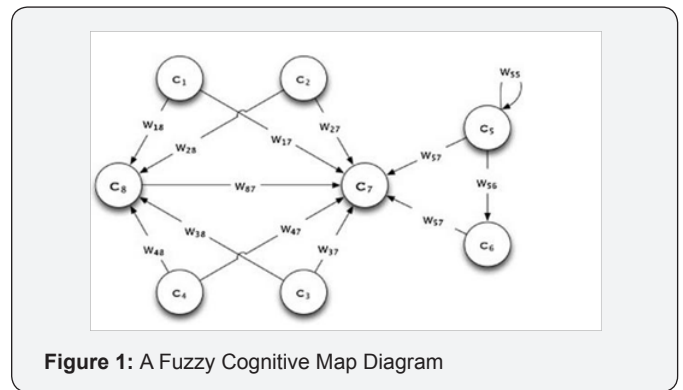 C1
C2
W55
C5
W18
W28
W17
W27
W57
C8
W87
C7
W56
W38
W47
W57
W48
W37
C6
C4
C3
Figure 1: A Fuzzy Cognitive Map Diagram